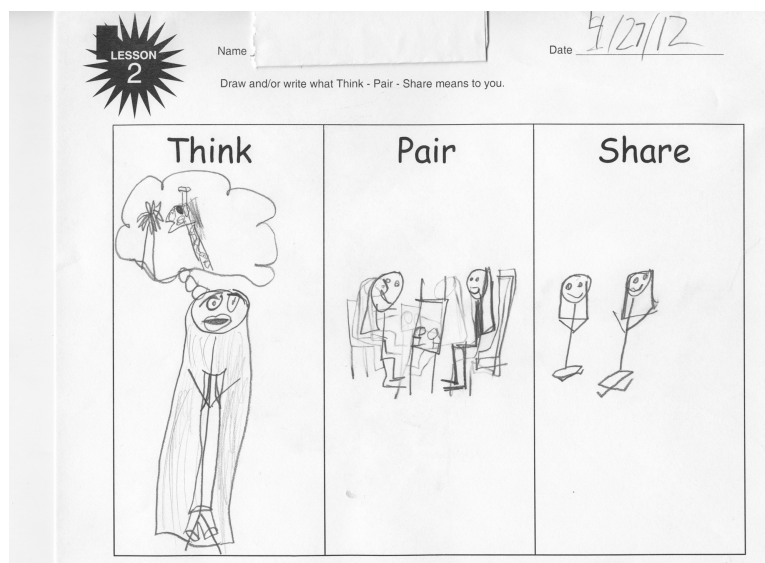 LESSON
2
Name
Date 4/27/12
Draw and/or write what Think - Pair - Share means to you.
Think Pair Share